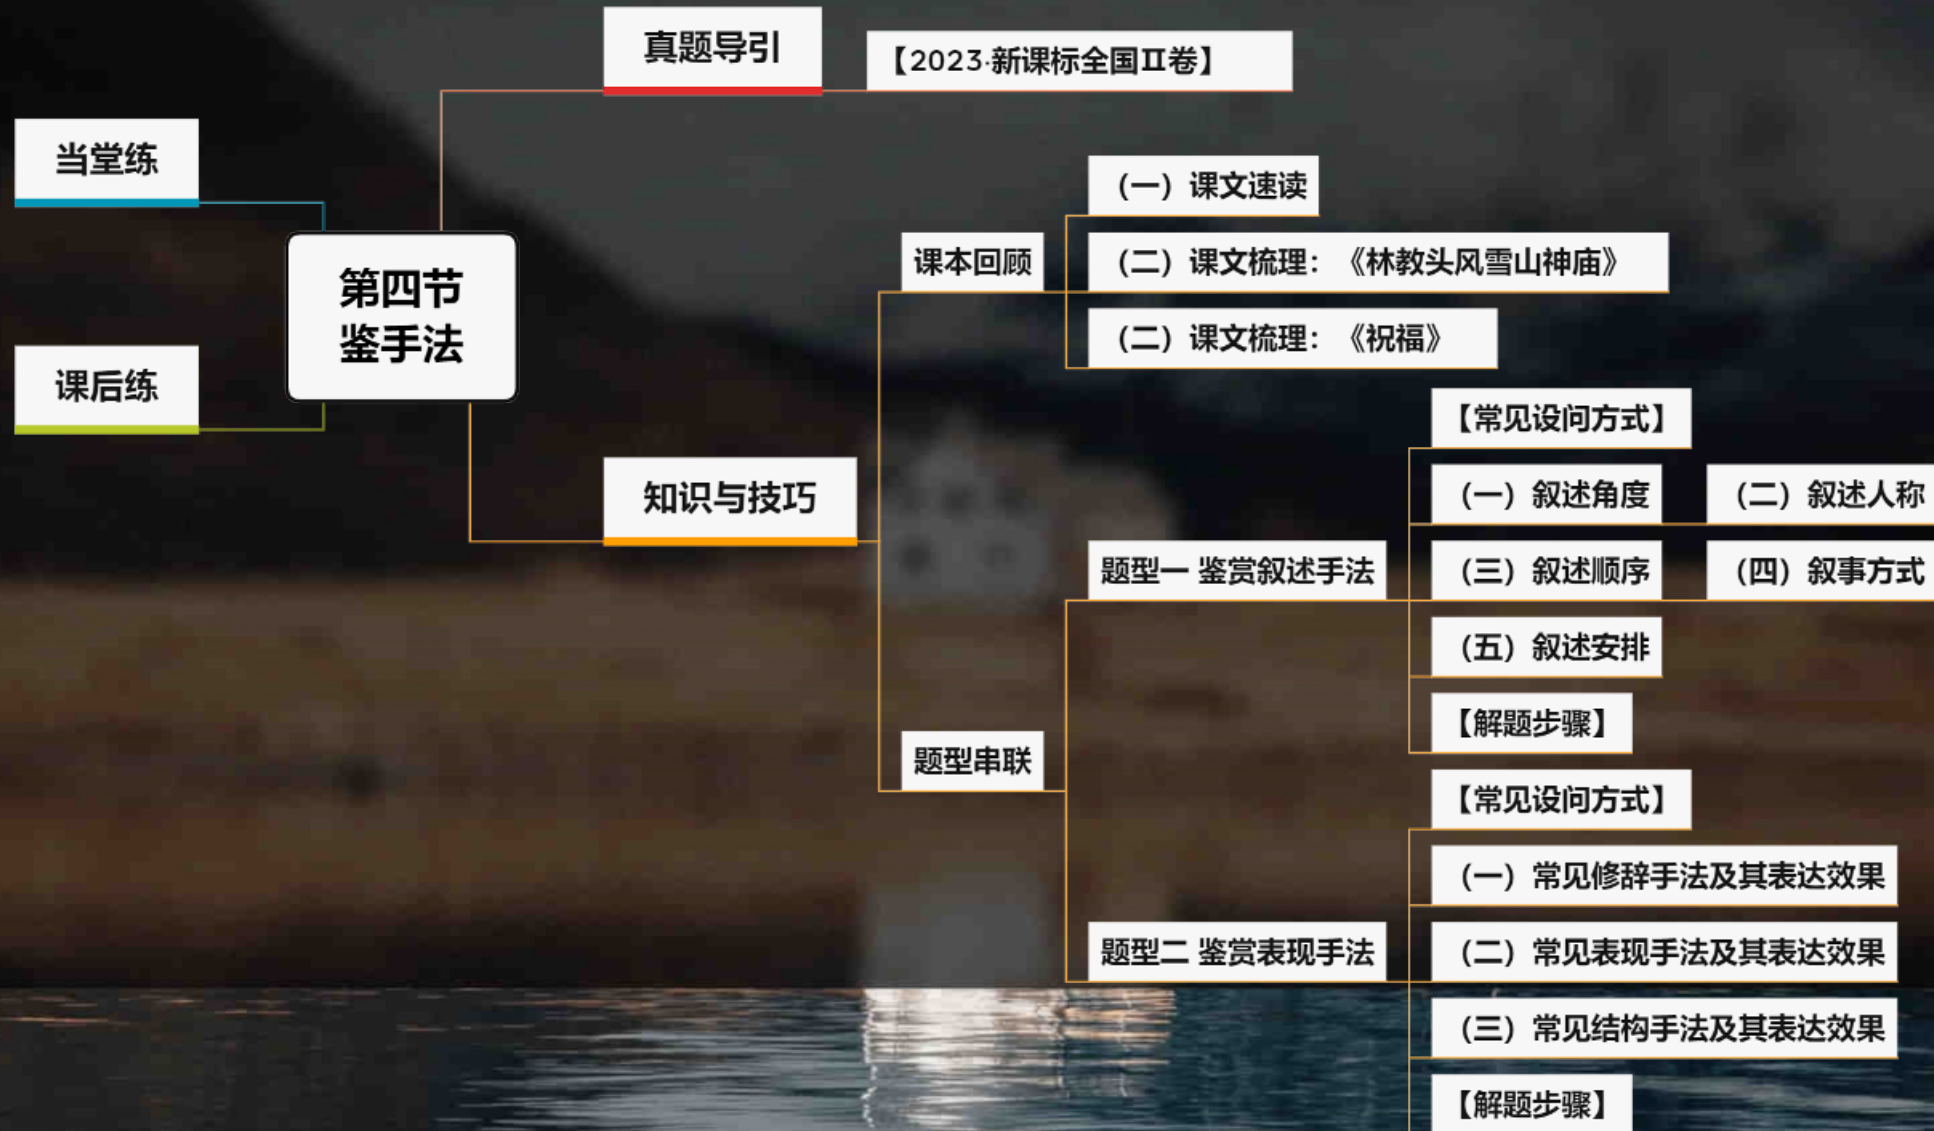 真题导引
【2023·新课标全国Ⅱ卷】
当堂练
第四节
鉴手法
课后练
知识与技巧
课本回顾
（一）课文速读
（二）课文梳理：《林教头风雪山神庙》
（二）课文梳理：《祝福》
题型串联
题型一 鉴赏叙述手法
【常见设问方式】
（一）叙述角度
（二）叙述人称
（三）叙述顺序
（四）叙事方式
（五）叙述安排
【解题步骤】
题型二 鉴赏表现手法
【常见设问方式】
（一）常见修辞手法及其表达效果
（二）常见表现手法及其表达效果
（三）常见结构手法及其表达效果
【解题步骤】